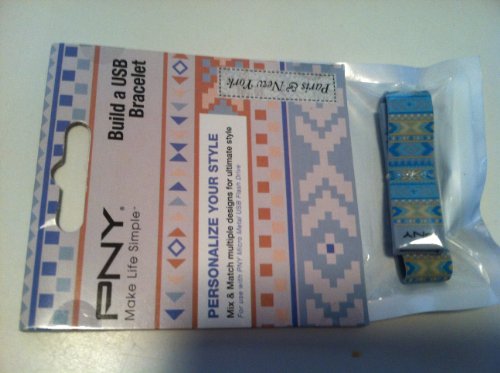 PNY
Make Life Simple
Build a USB
Bracelet
PERSONALIZE YOUR STYLE
Mix & Match multiple designs for ultimate style
For use with PNY Micro Metal USB Flash Drive
Paris & New York
PNY